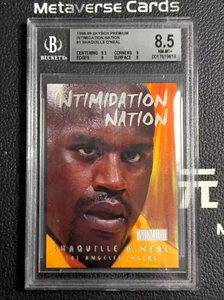 Metaverse Cards
BECKETT
1998-99 SKYBOX PREMIUM
INTIMIDATION NATION
#1 SHAQUILLE O'NEAL
CENTERING 9.5 CORNERS 9
EDGES 8 SURFACE 9
8.5
NM-MT+
INTIMIDATION
NATION
SHAQUILLE O'NEAL
LOS ANGELES LAKERS